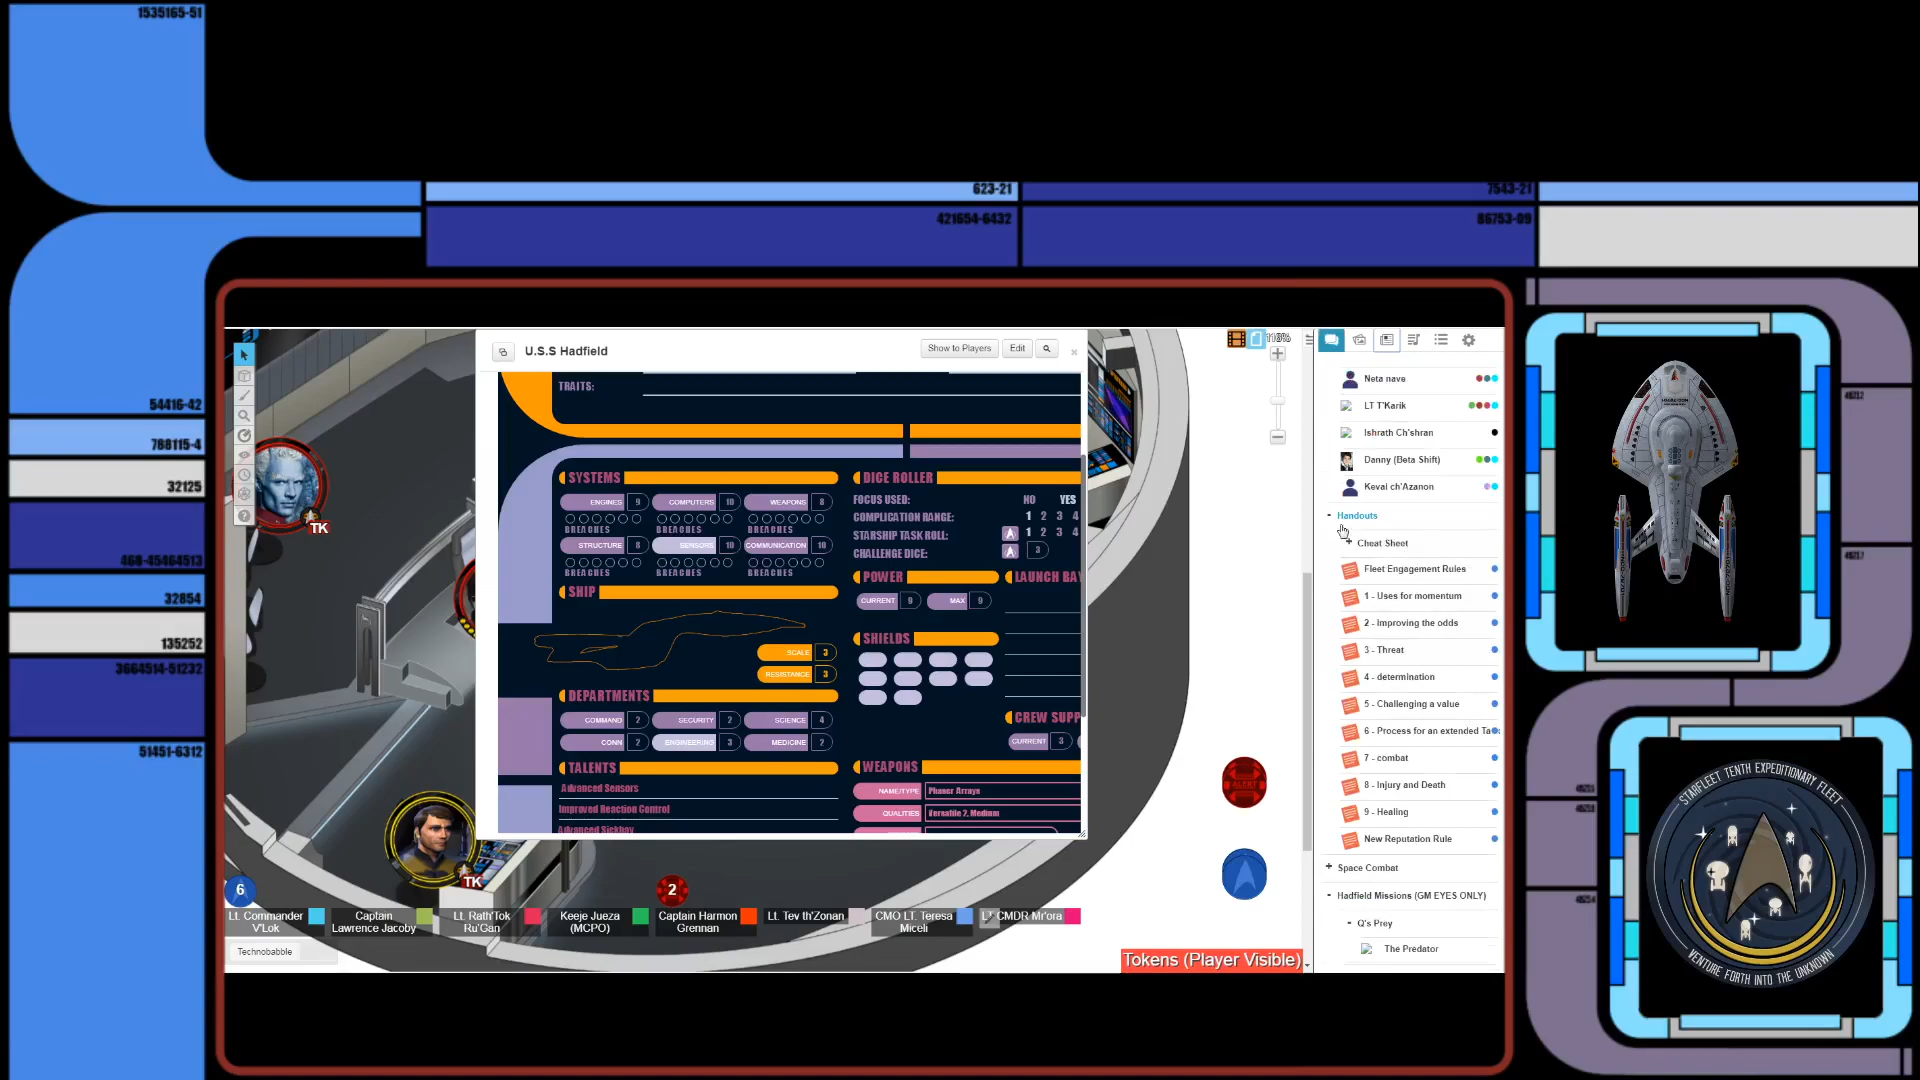 1535165-51
623-21
7543-21
421654-6432
86753-09
54416-42
788115-4
32125
468-45464513
32854
135252
3664514-51232
51451-6312
U.S.S Hadfield
Show to Players
Edit
TRAITS:
SYSTEMS
ENGINES 9
COMPUTERS 10
WEAPONS 8
BREACHES
BREACHES
BREACHES
STRUCTURE 8
SENSORS 10
COMMUNICATION 10
BREACHES
BREACHES
BREACHES
SHIP
SCALE 3
RESISTANCE 3
DEPARTMENTS
COMMAND 2
SECURITY 2
SCIENCE 4
CONN 2
ENGINEERING 3
MEDICINE 2
TALENTS
Advanced Sensors
Improved Reaction Control
Advanced Sickbay
DICE ROLLER
FOCUS USED: NO YES
COMPLICATION RANGE: 1 2 3 4
STARSHIP TASK ROLL: A 1 2 3 4
CHALLENGE DICE: A 3
POWER
CURRENT 9
MAX 9
LAUNCH BAY
SHIELDS
CREW SUPP
CURRENT 3
WEAPONS
NAME/TYPE Phaser Arrays
QUALITIES Versatile 2, Medium
TK
TK
6
2
Lt. Commander
V'Lok
Captain
Lawrence Jacoby
Lt. Rath'Tok
Ru'Gan
Keeje Jueza
(MCPO)
Captain Harmon
Grennan
Lt. Tev th'Zonan
CMO LT. Teresa
Miceli
LT CMDR Mr'ora
Technobabble
110%
ALERT
Tokens (Player Visible)
Neta nave
LT T'Karik
Ishrath Ch'shran
Danny (Beta Shift)
Keval ch'Azanon
Handouts
Cheat Sheet
Fleet Engagement Rules
1 - Uses for momentum
2 - Improving the odds
3 - Threat
4 - determination
5 - Challenging a value
6 - Process for an extended Ta
7 - combat
8 - Injury and Death
9 - Healing
New Reputation Rule
Space Combat
Hadfield Missions (GM EYES ONLY)
Q's Prey
The Predator
STARFLEET TENTH EXPEDITIONARY FLEET
VENTURE FORTH INTO THE UNKNOWN